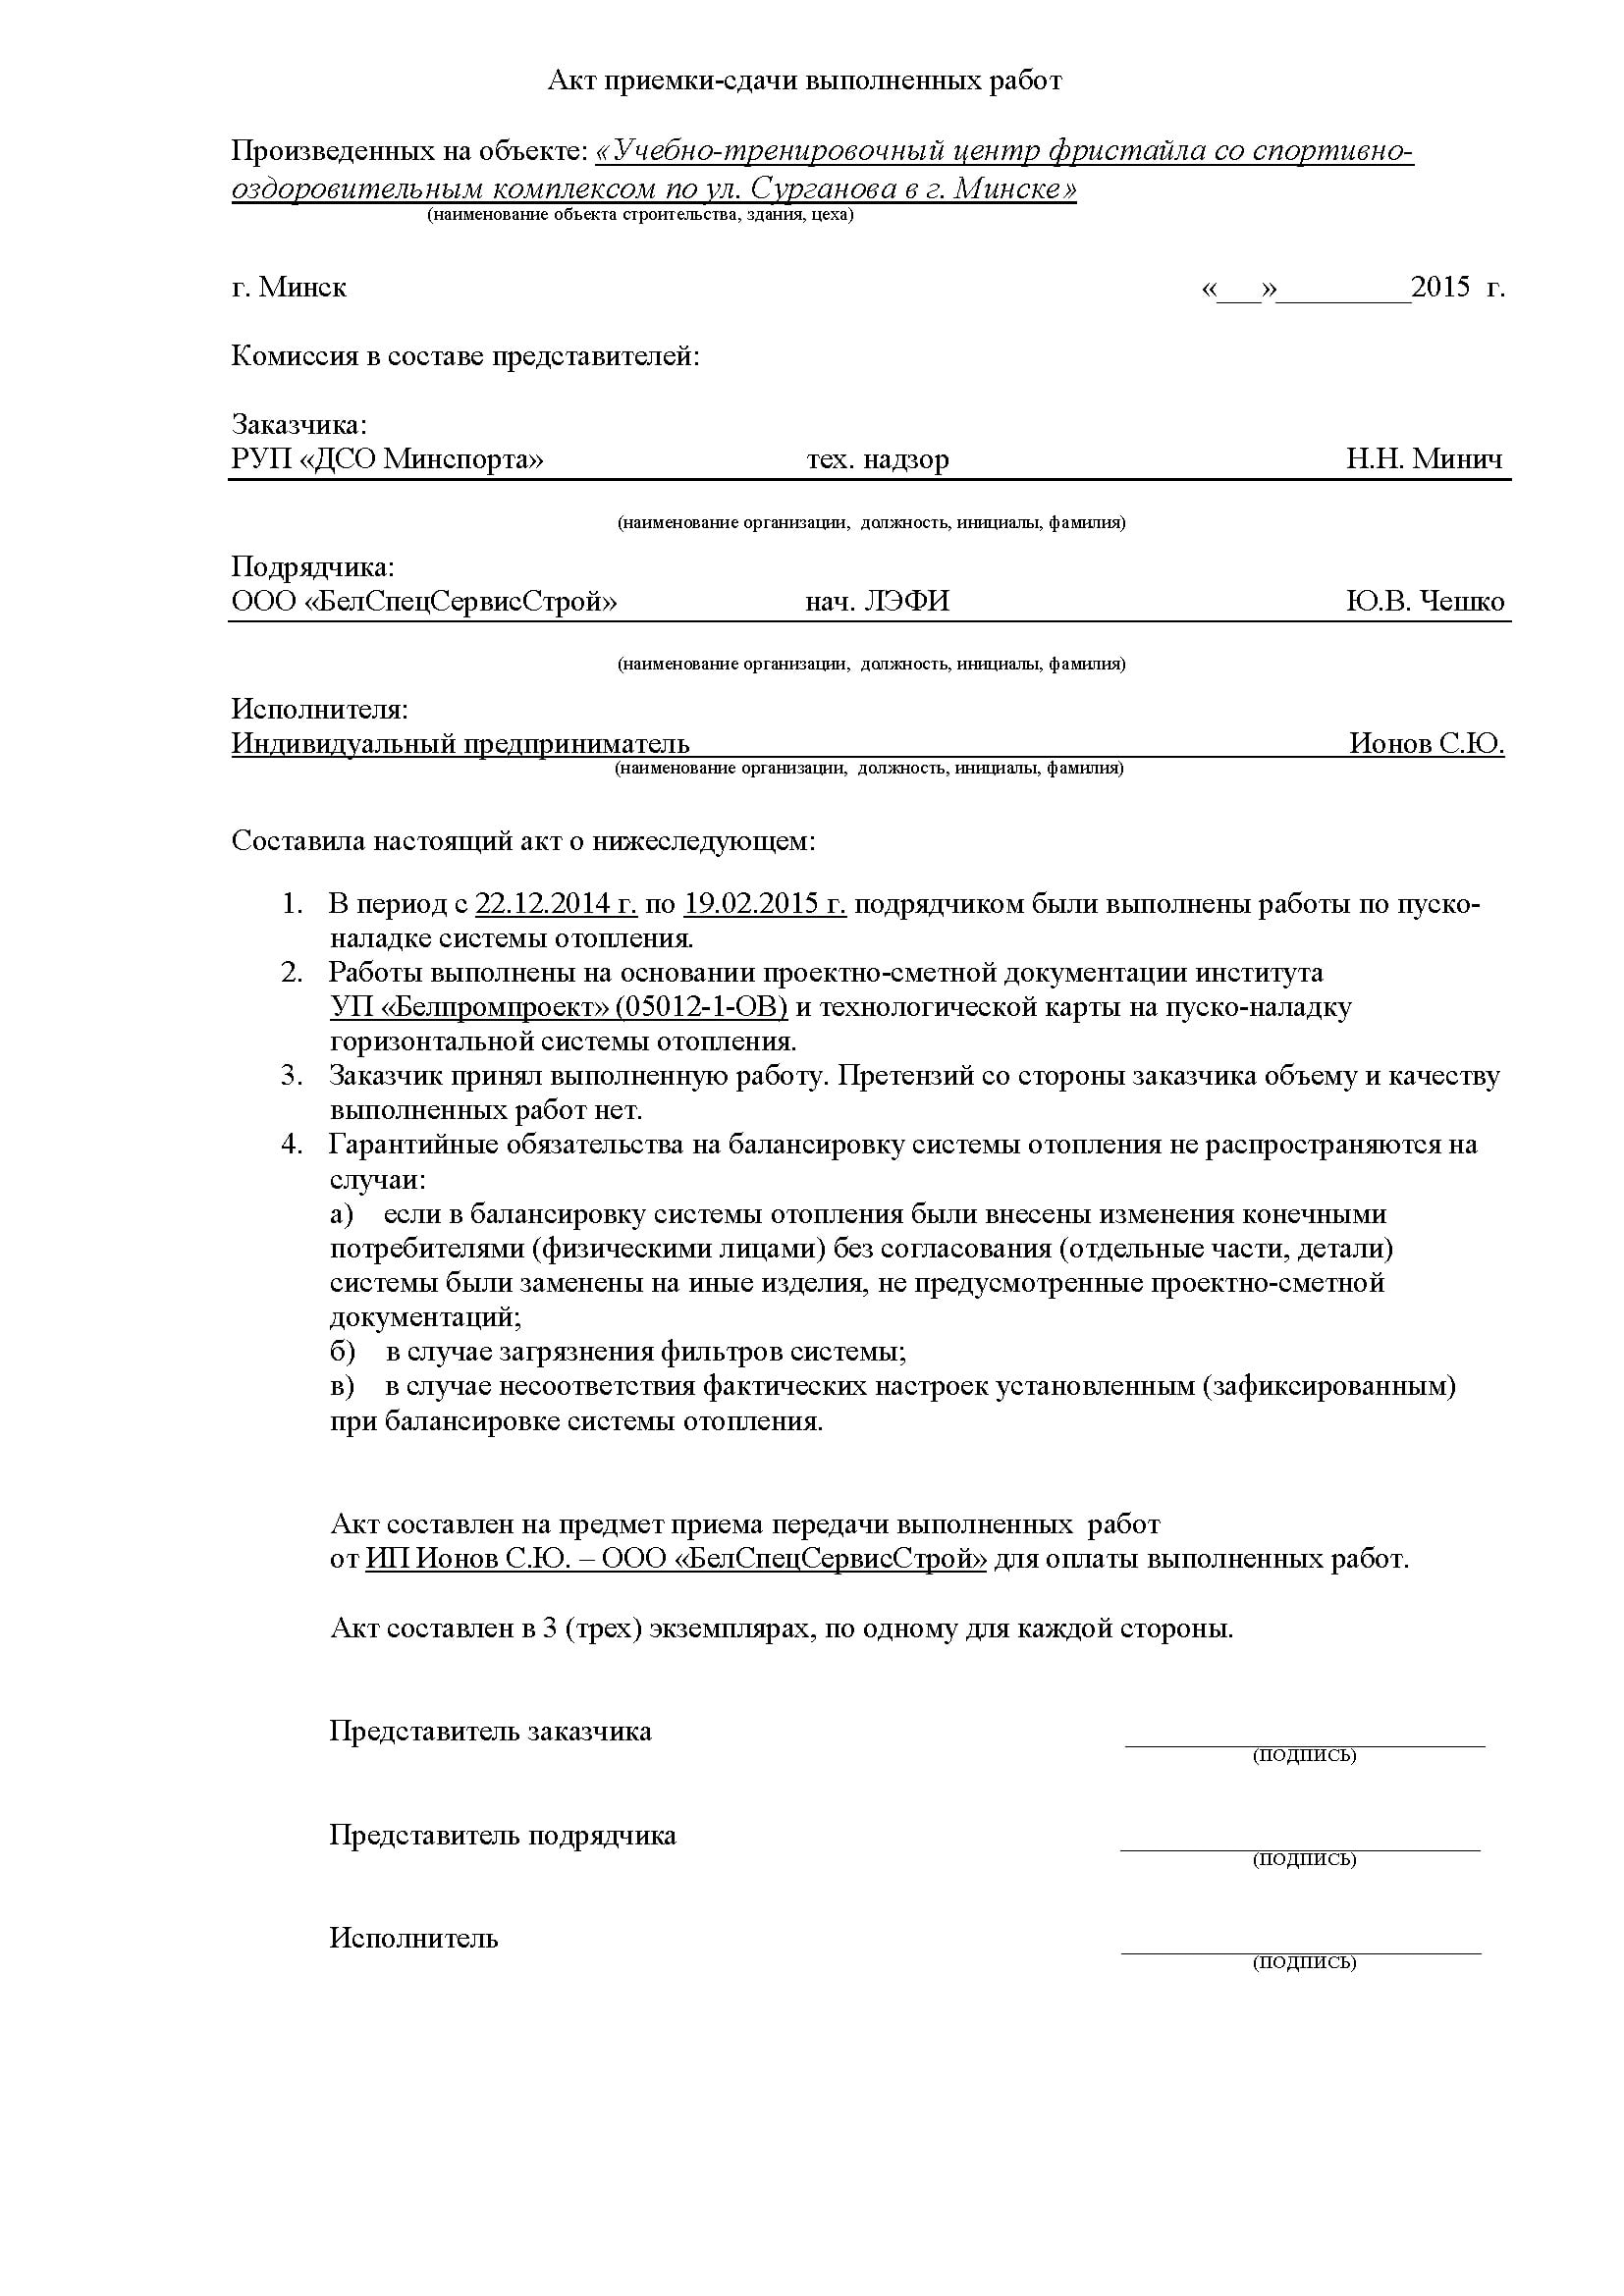 Акт приемки-сдачи выполненных работ
Произведенных на объекте: «Учебно-тренировочный центр фристайла со спортивно-
оздоровительным комплексом по ул. Сурганова в г. Минске»
(наименование объекта строительства, здания, цеха)
г. Минск «___»_________2015 г.
Комиссия в составе представителей:
Заказчика:
РУП «ДСО Минспорта» тех. надзор Н.Н. Минич
(наименование организации, должность, инициалы, фамилия)
Подрядчика:
ООО «БелСпецСервисСтрой» нач. ЛЭФИ Ю.В. Чешко
(наименование организации, должность, инициалы, фамилия)
Исполнителя:
Индивидуальный предприниматель Ионов С.Ю.
(наименование организации, должность, инициалы, фамилия)
Составила настоящий акт о нижеследующем:
1. В период с 22.12.2014 г. по 19.02.2015 г. подрядчиком были выполнены работы по пуско-
наладке системы отопления.
2. Работы выполнены на основании проектно-сметной документации института
УП «Белпромпроект» (05012-1-ОВ) и технологической карты на пуско-наладку
горизонтальной системы отопления.
3. Заказчик принял выполненную работу. Претензий со стороны заказчика объему и качеству
выполненных работ нет.
4. Гарантийные обязательства на балансировку системы отопления не распространяются на
случаи:
а) если в балансировку системы отопления были внесены изменения конечными
потребителями (физическими лицами) без согласования (отдельные части, детали)
системы были заменены на иные изделия, не предусмотренные проектно-сметной
документаций;
б) в случае загрязнения фильтров системы;
в) в случае несоответствия фактических настроек установленным (зафиксированным)
при балансировке системы отопления.
Акт составлен на предмет приема передачи выполненных работ
от ИП Ионов С.Ю. – ООО «БелСпецСервисСтрой» для оплаты выполненных работ.
Акт составлен в 3 (трех) экземплярах, по одному для каждой стороны.
Представитель заказчика ________________________
(ПОДПИСЬ)
Представитель подрядчика ________________________
(ПОДПИСЬ)
Исполнитель ________________________
(ПОДПИСЬ)